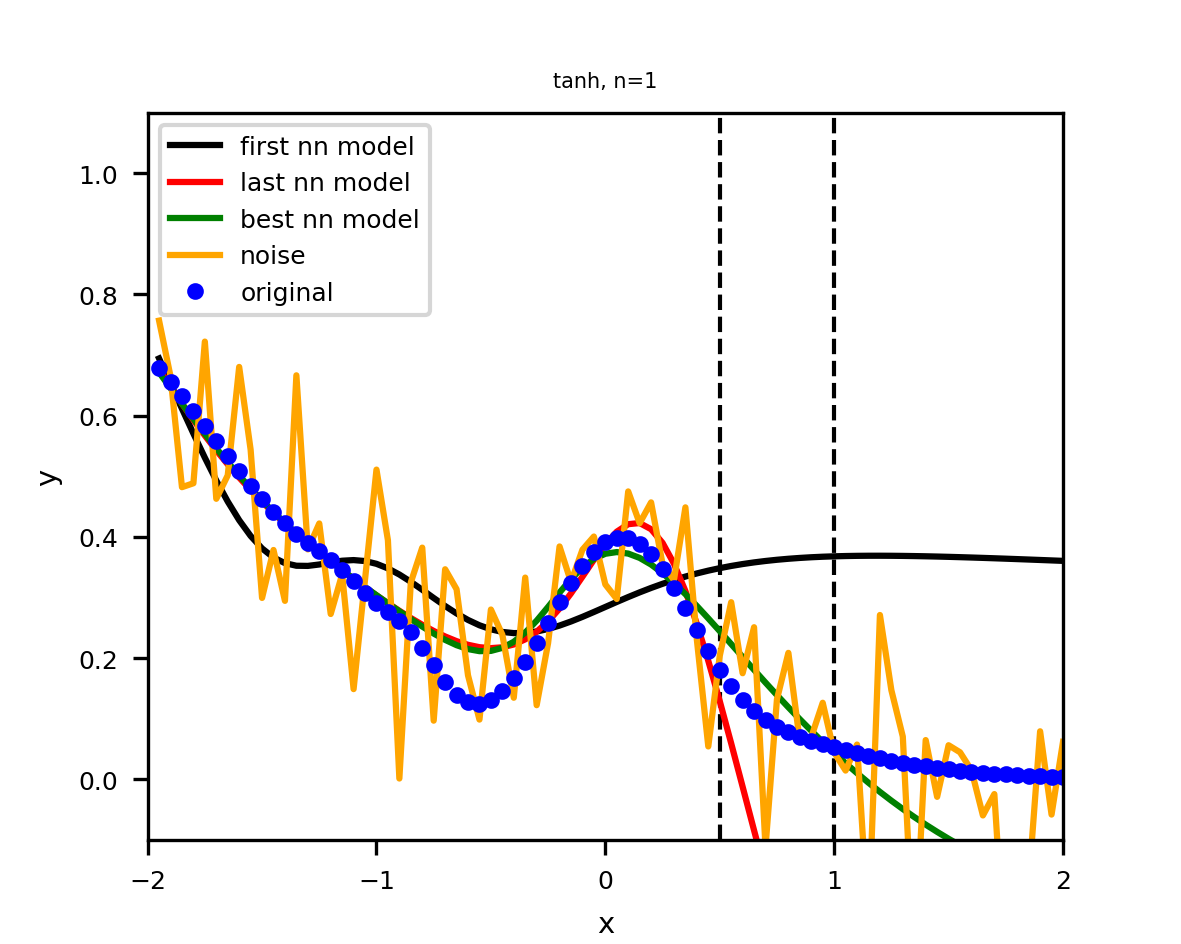 tanh, n=1
first nn model
last nn model
best nn model
noise
original
1.0
0.8
0.6
0.4
0.2
0.0
y
−2
−1
0
1
2
x